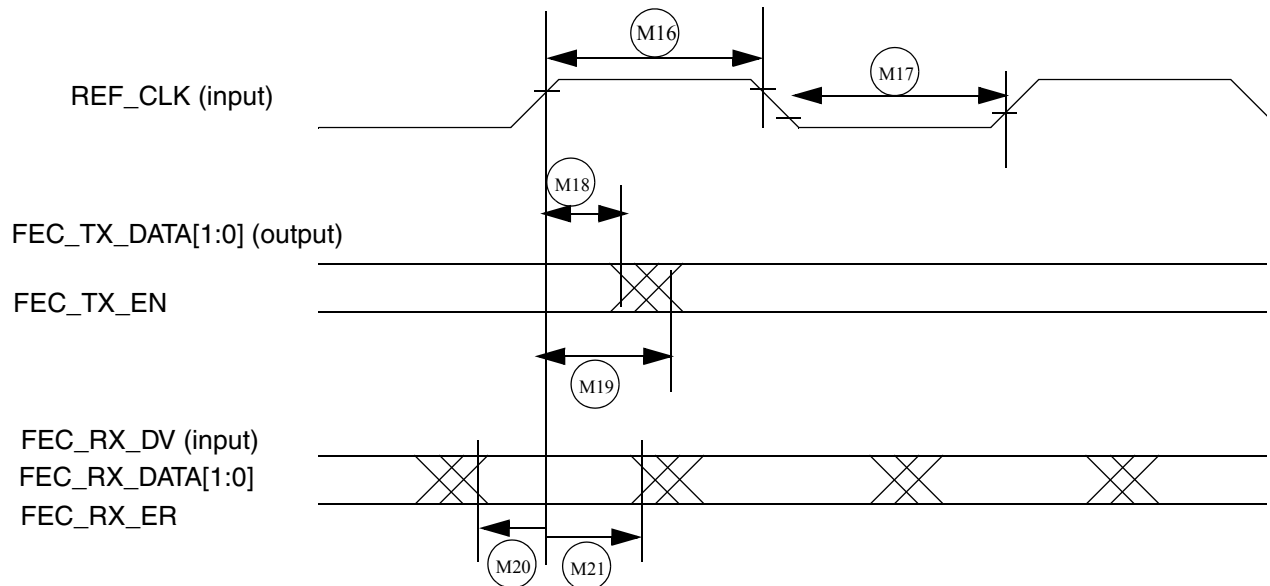 M16
REF_CLK (input)
M17
M18
FEC_TX_DATA[1:0] (output)
FEC_TX_EN
M19
FEC_RX_DV (input)
FEC_RX_DATA[1:0]
FEC_RX_ER
M20
M21